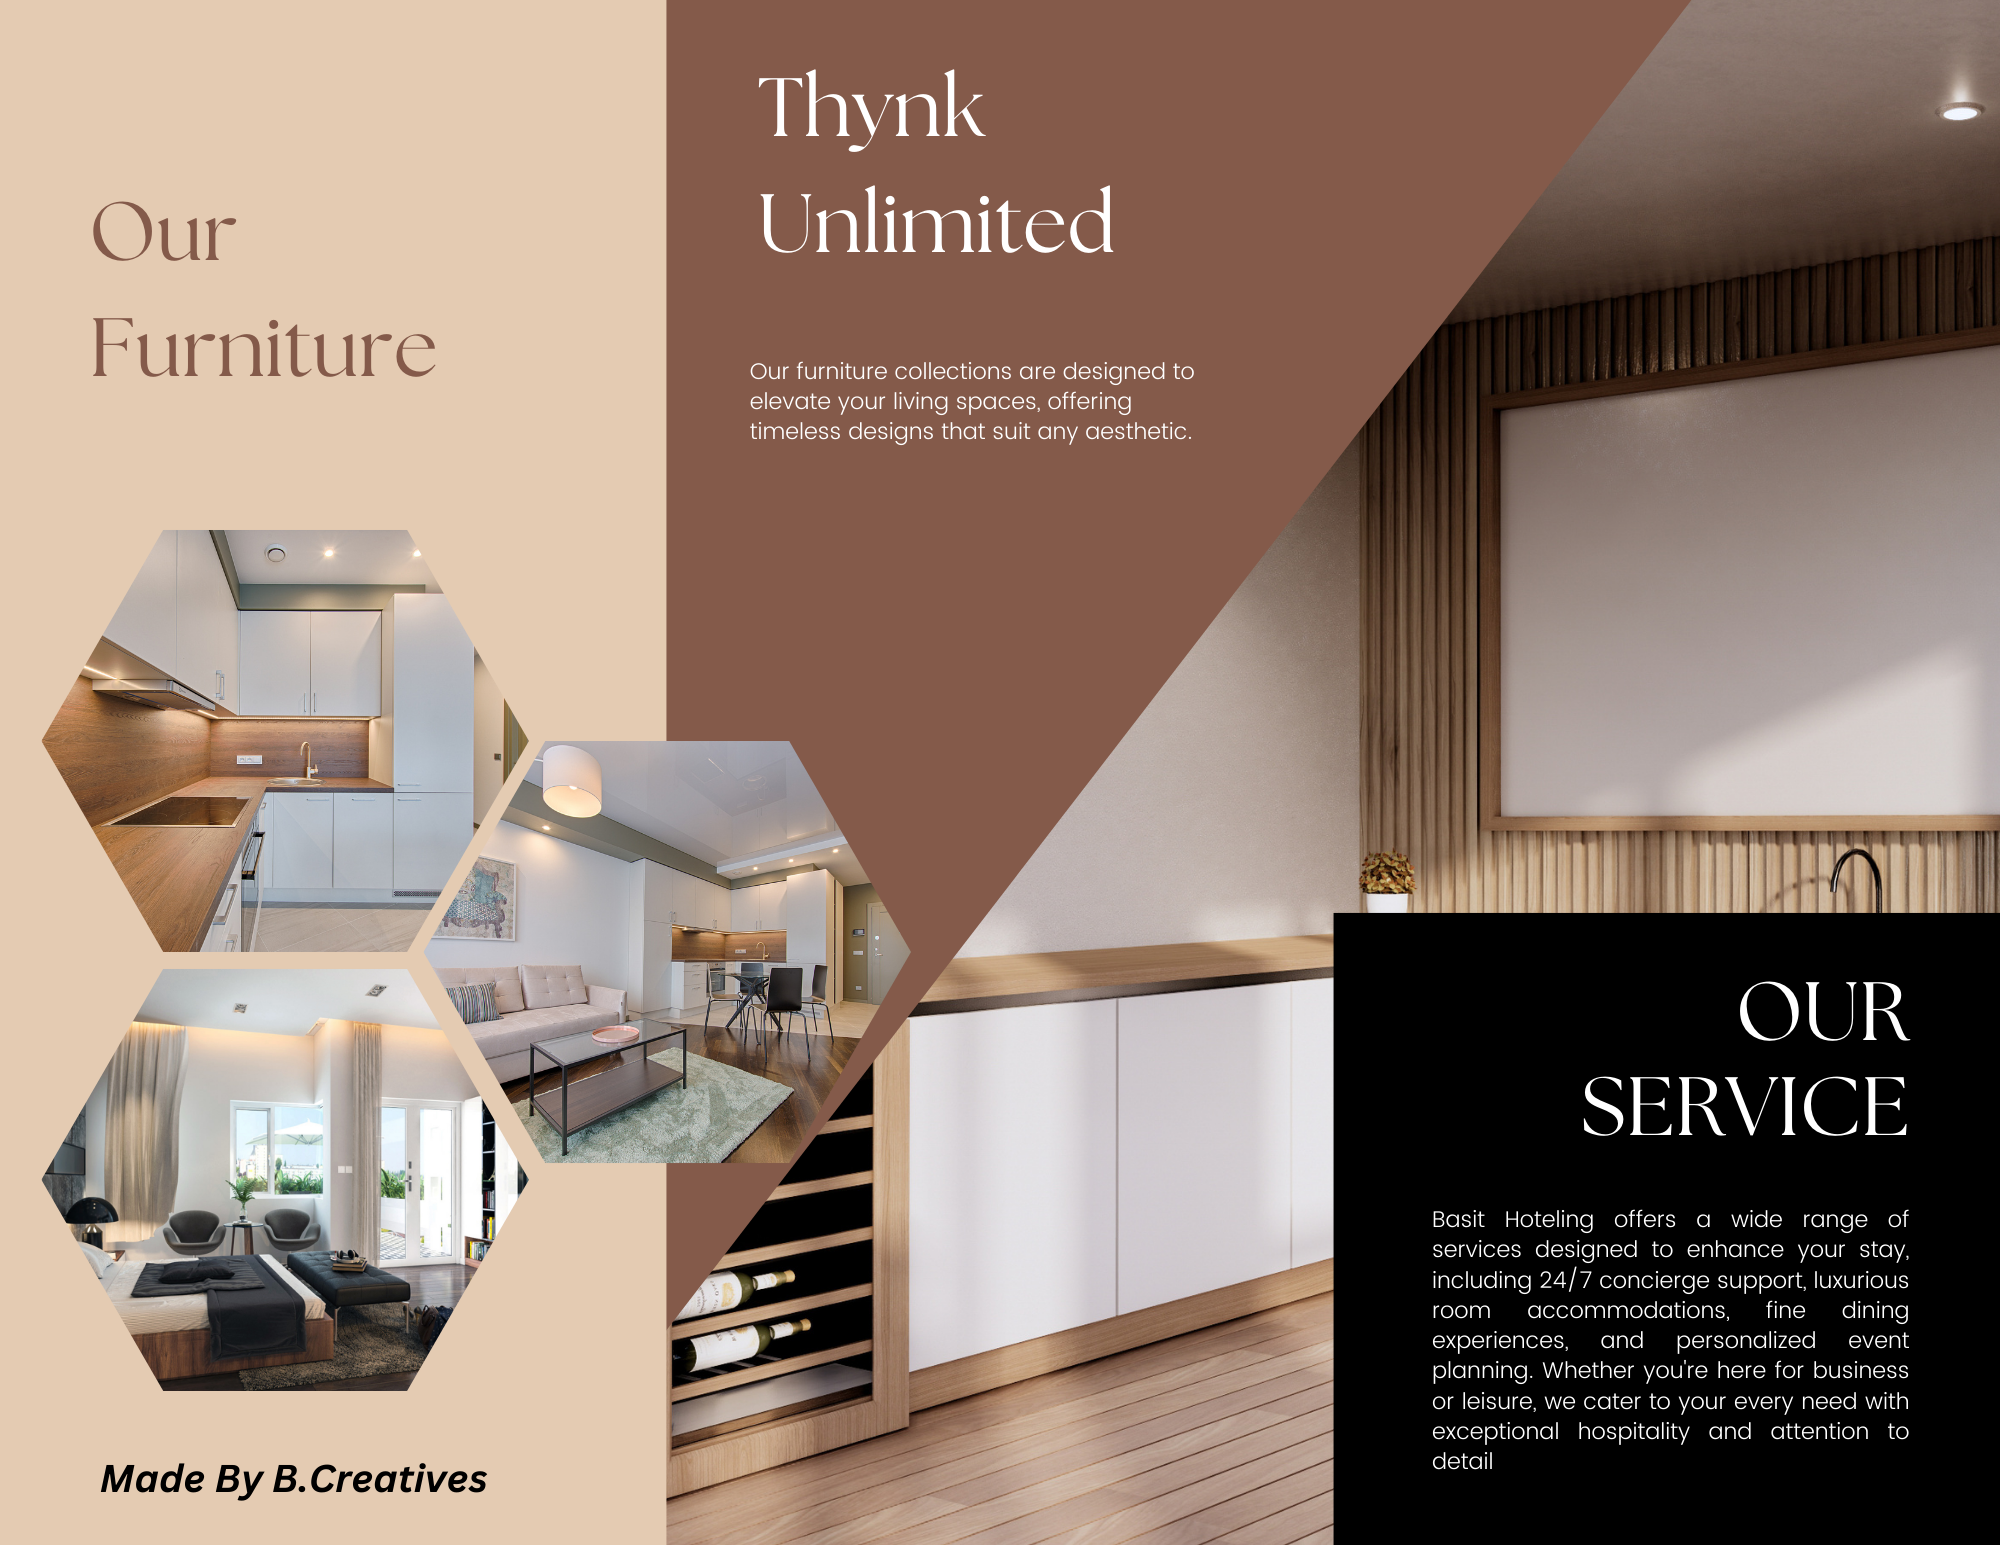 Our
Furniture
Made By B.Creatives
Thynk
Unlimited
Our furniture collections are designed to
elevate your living spaces, offering
timeless designs that suit any aesthetic.
OUR
SERVICE
Basit Hoteling offers a wide range of
services designed to enhance your stay,
including 24/7 concierge support, luxurious
room accommodations, fine dining
experiences, and personalized event
planning. Whether you're here for business
or leisure, we cater to your every need with
exceptional hospitality and attention to
detail